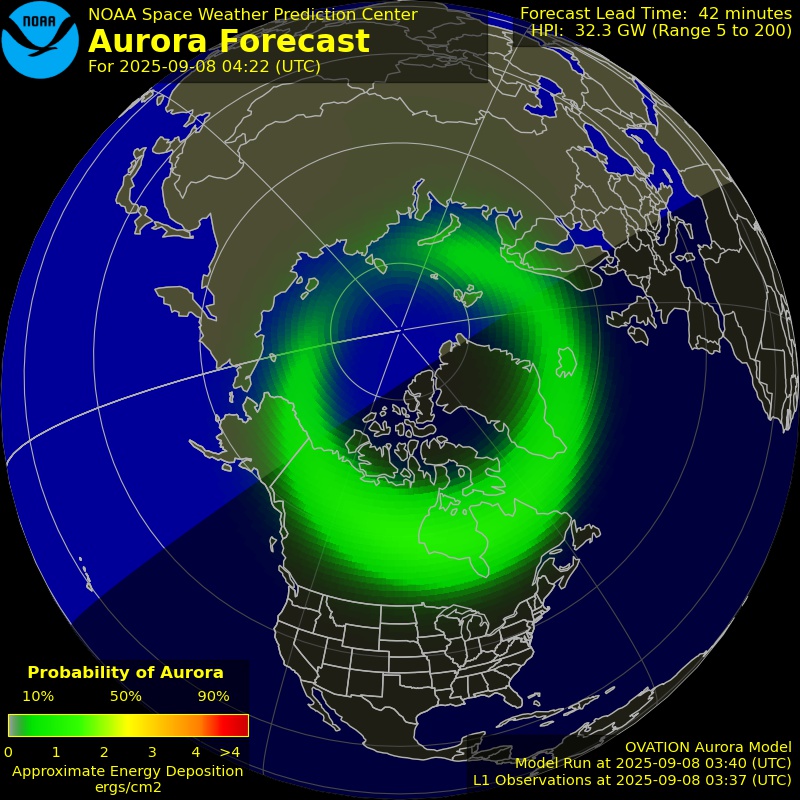 NOAA
NOAA Space Weather Prediction Center
Aurora Forecast
For 2025-09-08 04:22 (UTC)
Forecast Lead Time: 42 minutes
HPI: 32.3 GW (Range 5 to 200)
Probability of Aurora
10% 50% 90%
0 1 2 3 4 >4
Approximate Energy Deposition
ergs/cm2
OVATION Aurora Model
Model Run at 2025-09-08 03:40 (UTC)
L1 Observations at 2025-09-08 03:37 (UTC)